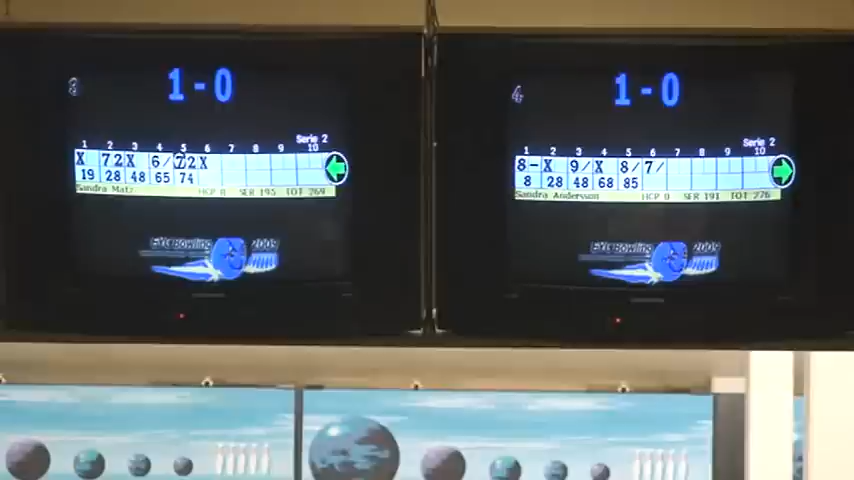 3
1 - 0
Serie 2
1 2 3 4 5 6 7 8 9 10
X 72 X 6/ 72 X
19 28 48 65 74
Sandra Matz HCP 8 SER 195 TOT 269
EYC Bowling 2009
4
1 - 0
Serie 2
1 2 3 4 5 6 7 8 9 10
8- X 9/ X 8/ 7/
8 28 48 68 85
Sandra Andersson HCP 0 SER 191 TOT 276
EYC Bowling 2009